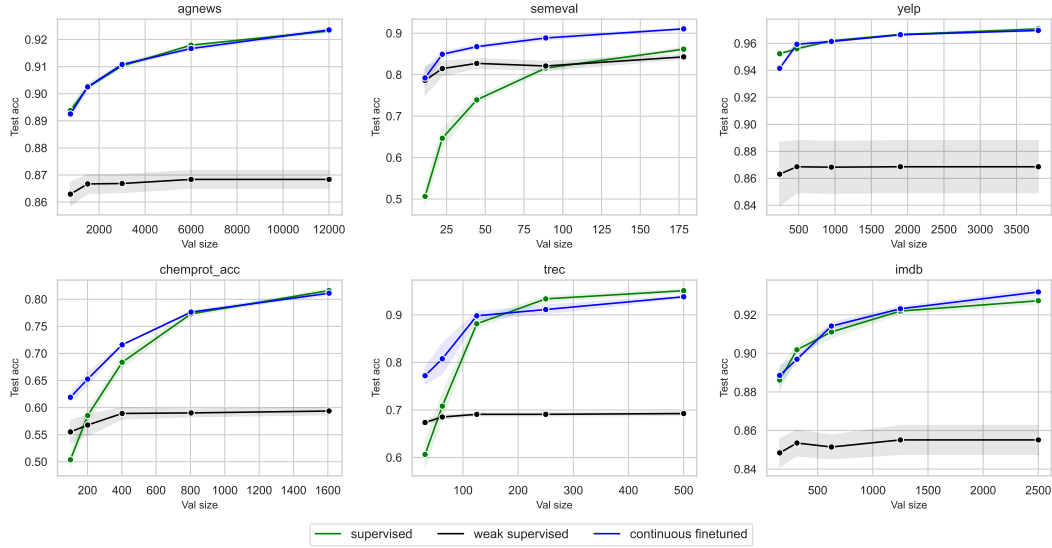 agnews
semeval
yelp
0.92
0.91
0.90
0.89
0.88
0.87
0.86
Test acc
2000 4000 6000 8000 10000 12000
Val size
0.9
0.8
0.7
0.6
0.5
Test acc
25 50 75 100 125 150 175
Val size
0.96
0.94
0.92
0.90
0.88
0.86
0.84
Test acc
500 1000 1500 2000 2500 3000 3500
Val size
chemprot_acc
trec
imdb
0.80
0.75
0.70
0.65
0.60
0.55
0.50
Test acc
200 400 600 800 1000 1200 1400 1600
Val size
0.9
0.8
0.7
0.6
Test acc
100 200 300 400 500
Val size
0.92
0.90
0.88
0.86
0.84
Test acc
500 1000 1500 2000 2500
Val size
supervised weak supervised continuous finetuned